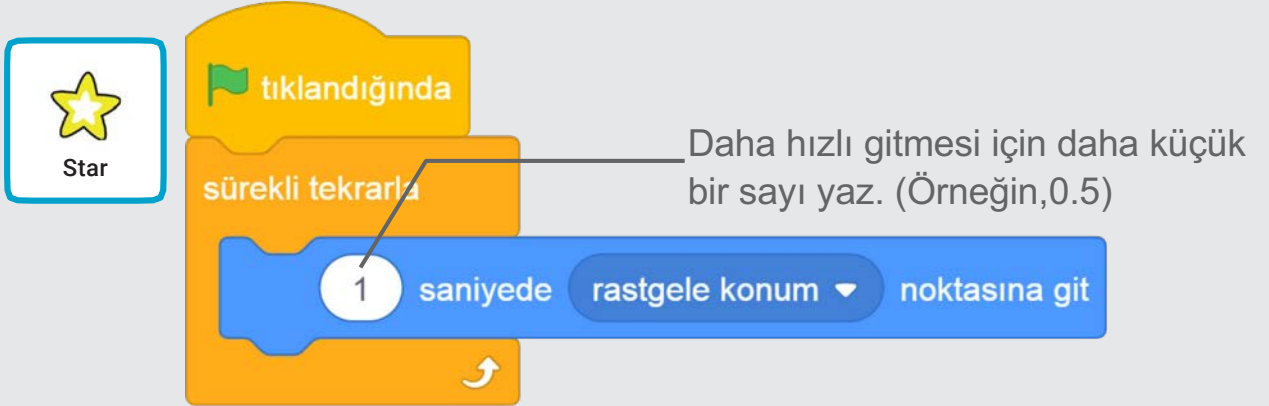 tıklandığında
Star
sürekli tekrarla
Daha hızlı gitmesi için daha küçük
bir sayı yaz. (Örneğin,0.5)
1 saniyede rastgele konum noktasına git